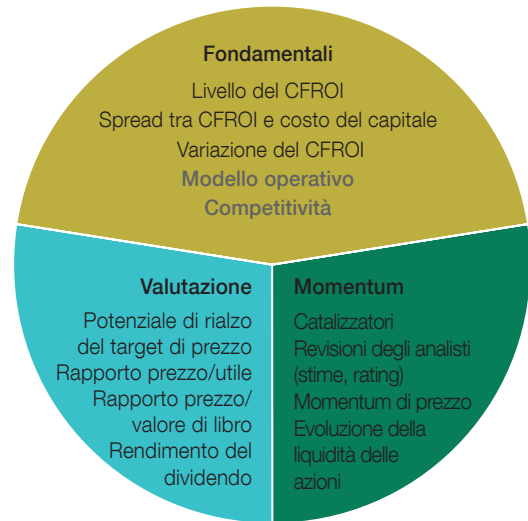 Fondamentali
Livello del CFROI
Spread tra CFROI e costo del capitale
Variazione del CFROI
Modello operativo
Competitività
Valutazione
Potenziale di rialzo
del target di prezzo
Rapporto prezzo/utile
Rapporto prezzo/
valore di libro
Rendimento del
dividendo
Momentum
Catalizzatori
Revisioni degli analisti
(stime, rating)
Momentum di prezzo
Evoluzione della
liquidità delle
azioni